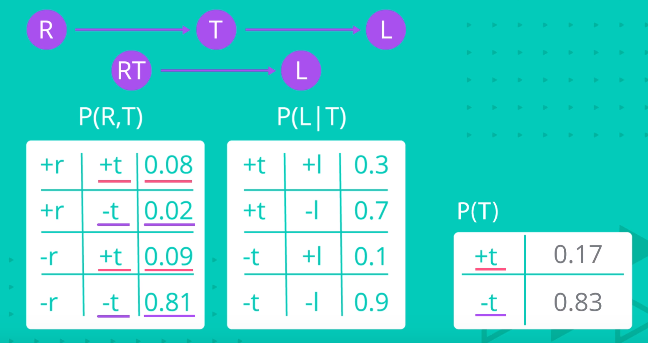 R T L
RT L
P(R,T)
+r +t 0.08
+r -t 0.02
-r +t 0.09
-r -t 0.81
P(L|T)
+t +l 0.3
+t -l 0.7
-t +l 0.1
-t -l 0.9
P(T)
+t 0.17
-t 0.83